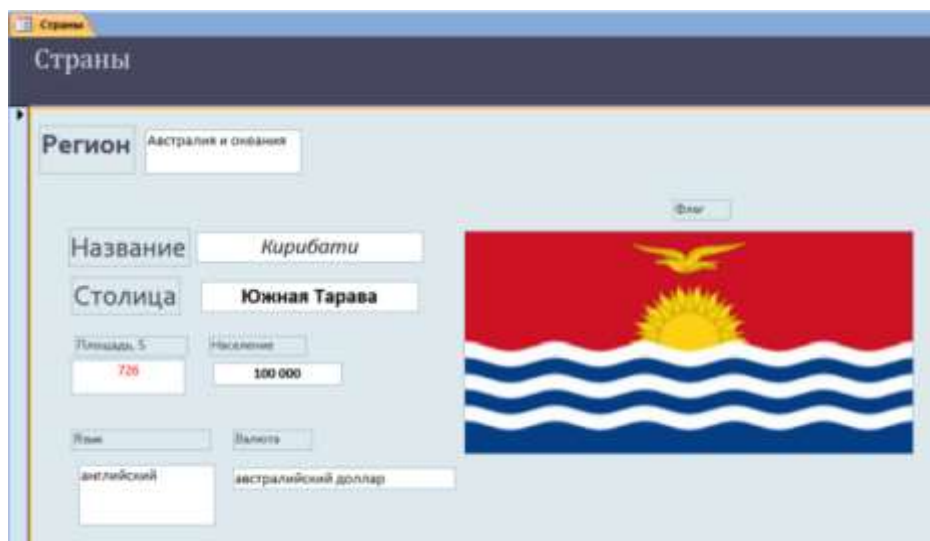 Страны
Страны
Регион
Австралия и океания
Флаг
Название
Кирибати
Столица
Южная Тарава
Площадь, S
Население
726
100 000
Язык
Валюта
английский
австралийский доллар